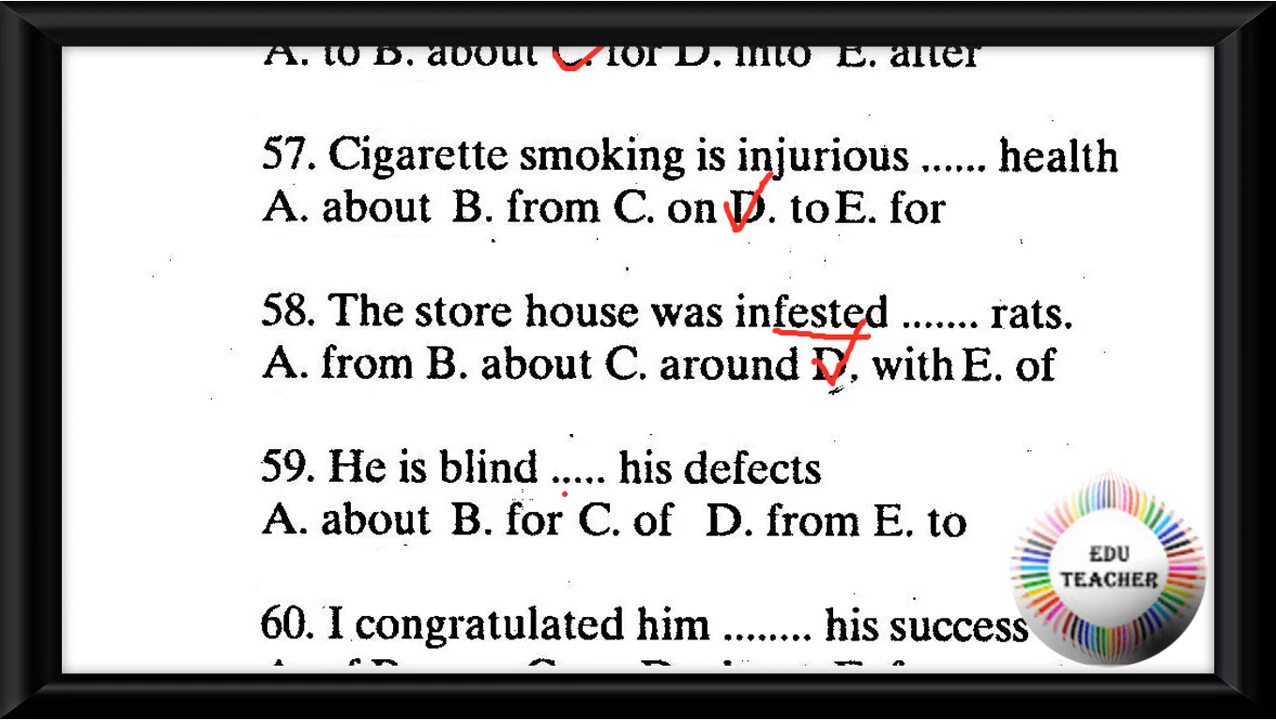 A. to B. about C. for D. into E. after
57. Cigarette smoking is injurious ...... health
A. about B. from C. on D. to E. for
58. The store house was infested ....... rats.
A. from B. about C. around D. with E. of
59. He is blind ..... his defects
A. about B. for C. of D. from E. to
60. I congratulated him ........ his success
EDU
TEACHER